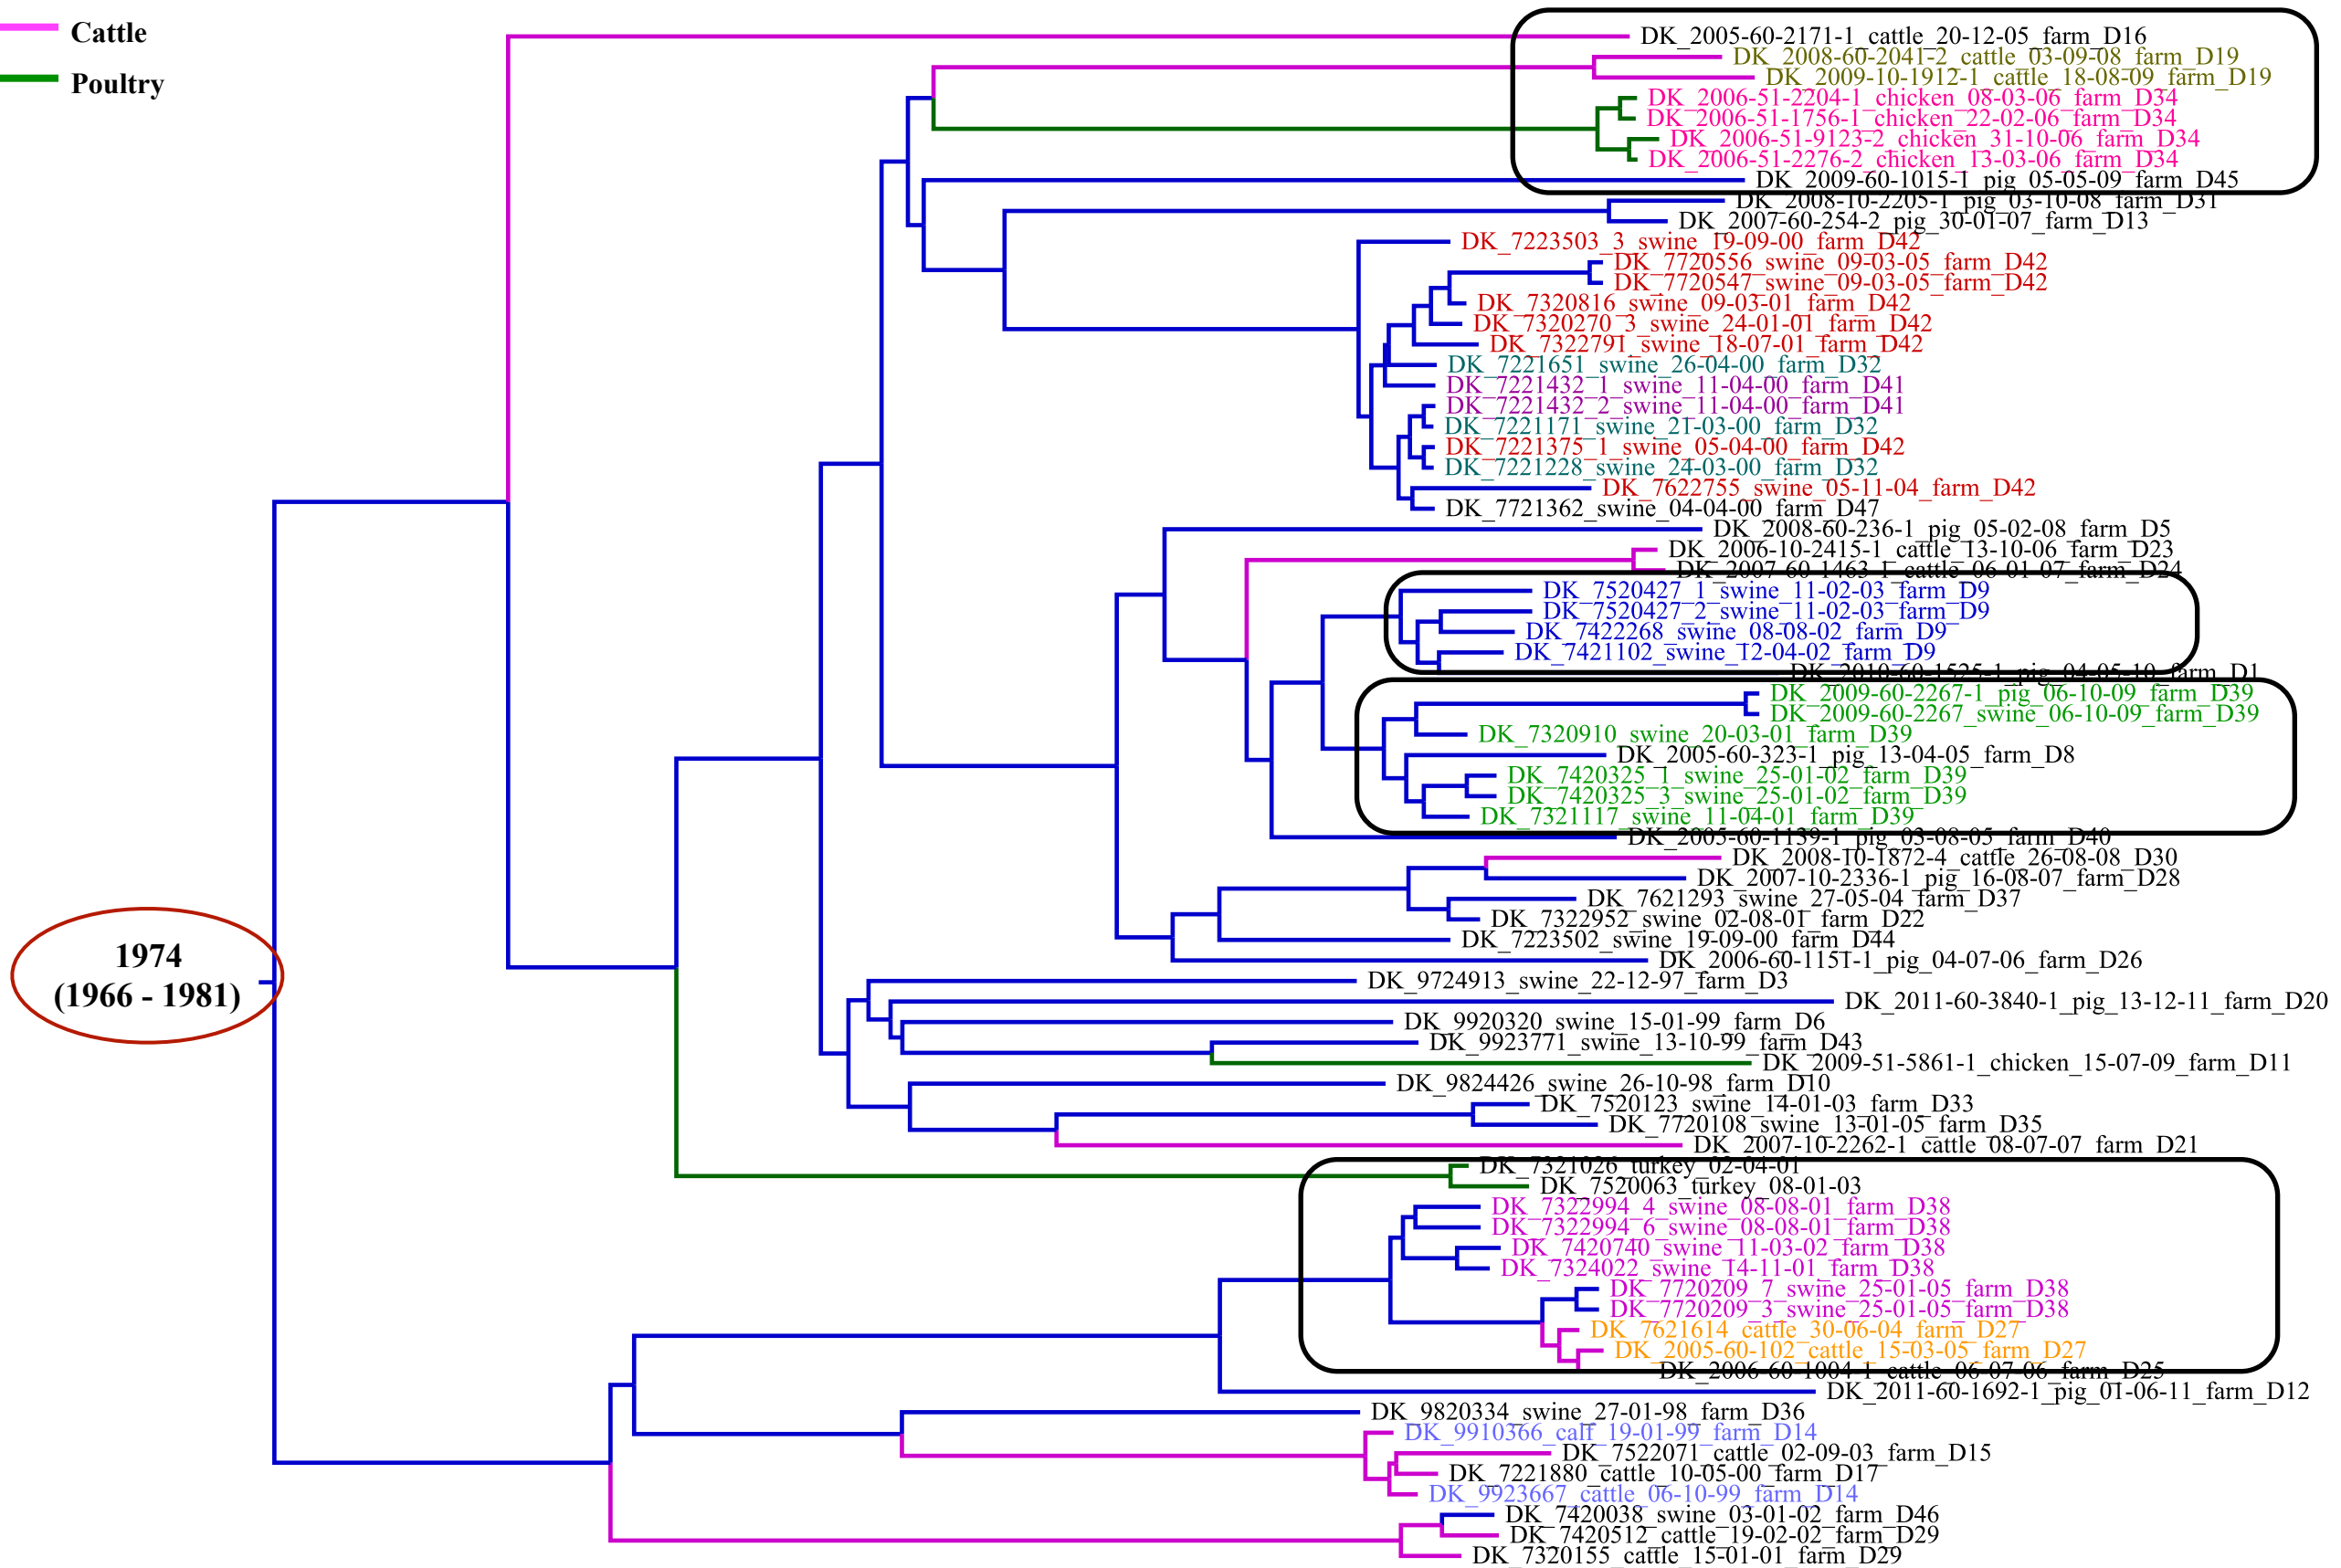 Cattle
Poultry
DK_2005-60-2171-1_cattle_20-12-05_farm_D16
DK_2008-60-2041-2_cattle_03-09-08_farm_D19
DK_2009-10-1912-1_cattle_18-08-09_farm_D19
DK_2006-51-2204-1_chicken_08-03-06_farm_D34
DK_2006-51-1756-1_chicken_22-02-06_farm_D34
DK_2006-51-9123-2_chicken_31-10-06_farm_D34
DK_2006-51-2276-2_chicken_13-03-06_farm_D34
DK_2009-60-1015-1_pig_05-05-09_farm_D45
DK_2008-10-2205-1_pig_03-10-08_farm_D31
DK_2007-60-254-2_pig_30-01-07_farm_D13
DK_7223503_3_swine_19-09-00_farm_D42
DK_7720556_swine_09-03-05_farm_D42
DK_7720547_swine_09-03-05_farm_D42
DK_7320816_swine_09-03-01_farm_D42
DK_7320270_3_swine_24-01-01_farm_D42
DK_7322791_swine_18-07-01_farm_D42
DK_7221651_swine_26-04-00_farm_D32
DK_7221432_1_swine_11-04-00_farm_D41
DK_7221432_2_swine_11-04-00_farm_D41
DK_7221171_swine_21-03-00_farm_D32
DK_7221375_1_swine_05-04-00_farm_D42
DK_7221228_swine_24-03-00_farm_D32
DK_7622755_swine_05-11-04_farm_D42
DK_7721362_swine_04-04-00_farm_D47
DK_2008-60-236-1_pig_05-02-08_farm_D5
DK_2006-10-2415-1_cattle_13-10-06_farm_D23
DK_2007-60-1463-1_cattle_06-01-07_farm_D24
DK_7520427_1_swine_11-02-03_farm_D9
DK_7520427_2_swine_11-02-03_farm_D9
DK_7422268_swine_08-08-02_farm_D9
DK_7421102_swine_12-04-02_farm_D9
DK_2010-60-1525-1_pig_04-05-10_farm_D1
DK_2009-60-2267-1_pig_06-10-09_farm_D39
DK_2009-60-2267_swine_06-10-09_farm_D39
DK_7320910_swine_20-03-01_farm_D39
DK_2005-60-323-1_pig_13-04-05_farm_D8
DK_7420325_1_swine_25-01-02_farm_D39
DK_7420325_3_swine_25-01-02_farm_D39
DK_7321117_swine_11-04-01_farm_D39
DK_2005-60-1139-1_pig_03-08-05_farm_D40
DK_2008-10-1872-4_cattle_26-08-08_D30
DK_2007-10-2336-1_pig_16-08-07_farm_D28
DK_7621293_swine_27-05-04_farm_D37
DK_7322952_swine_02-08-01_farm_D22
DK_7223502_swine_19-09-00_farm_D44
DK_2006-60-1151-1_pig_04-07-06_farm_D26
1974
(1966 - 1981)
DK_9724913_swine_22-12-97_farm_D3
DK_2011-60-3840-1_pig_13-12-11_farm_D20
DK_9920320_swine_15-01-99_farm_D6
DK_9923771_swine_13-10-99_farm_D43
DK_2009-51-5861-1_chicken_15-07-09_farm_D11
DK_9824426_swine_26-10-98_farm_D10
DK_7520123_swine_14-01-03_farm_D33
DK_7720108_swine_13-01-05_farm_D35
DK_2007-10-2262-1_cattle_08-07-07_farm_D21
DK_7321026_turkey_02-04-01
DK_7520063_turkey_08-01-03
DK_7322994_4_swine_08-08-01_farm_D38
DK_7322994_6_swine_08-08-01_farm_D38
DK_7420740_swine_11-03-02_farm_D38
DK_7324022_swine_14-11-01_farm_D38
DK_7720209_7_swine_25-01-05_farm_D38
DK_7720209_3_swine_25-01-05_farm_D38
DK_7621614_cattle_30-06-04_farm_D27
DK_2005-60-102_cattle_15-03-05_farm_D27
DK_2006-60-1004-1_cattle_06-07-06_farm_D25
DK_2011-60-1692-1_pig_01-06-11_farm_D12
DK_9820334_swine_27-01-98_farm_D36
DK_9910366_calf_19-01-99_farm_D14
DK_7522071_cattle_02-09-03_farm_D15
DK_7221880_cattle_10-05-00_farm_D17
DK_9923667_cattle_06-10-99_farm_D14
DK_7420038_swine_03-01-02_farm_D46
DK_7420512_cattle_19-02-02_farm_D29
DK_7320155_cattle_15-01-01_farm_D29